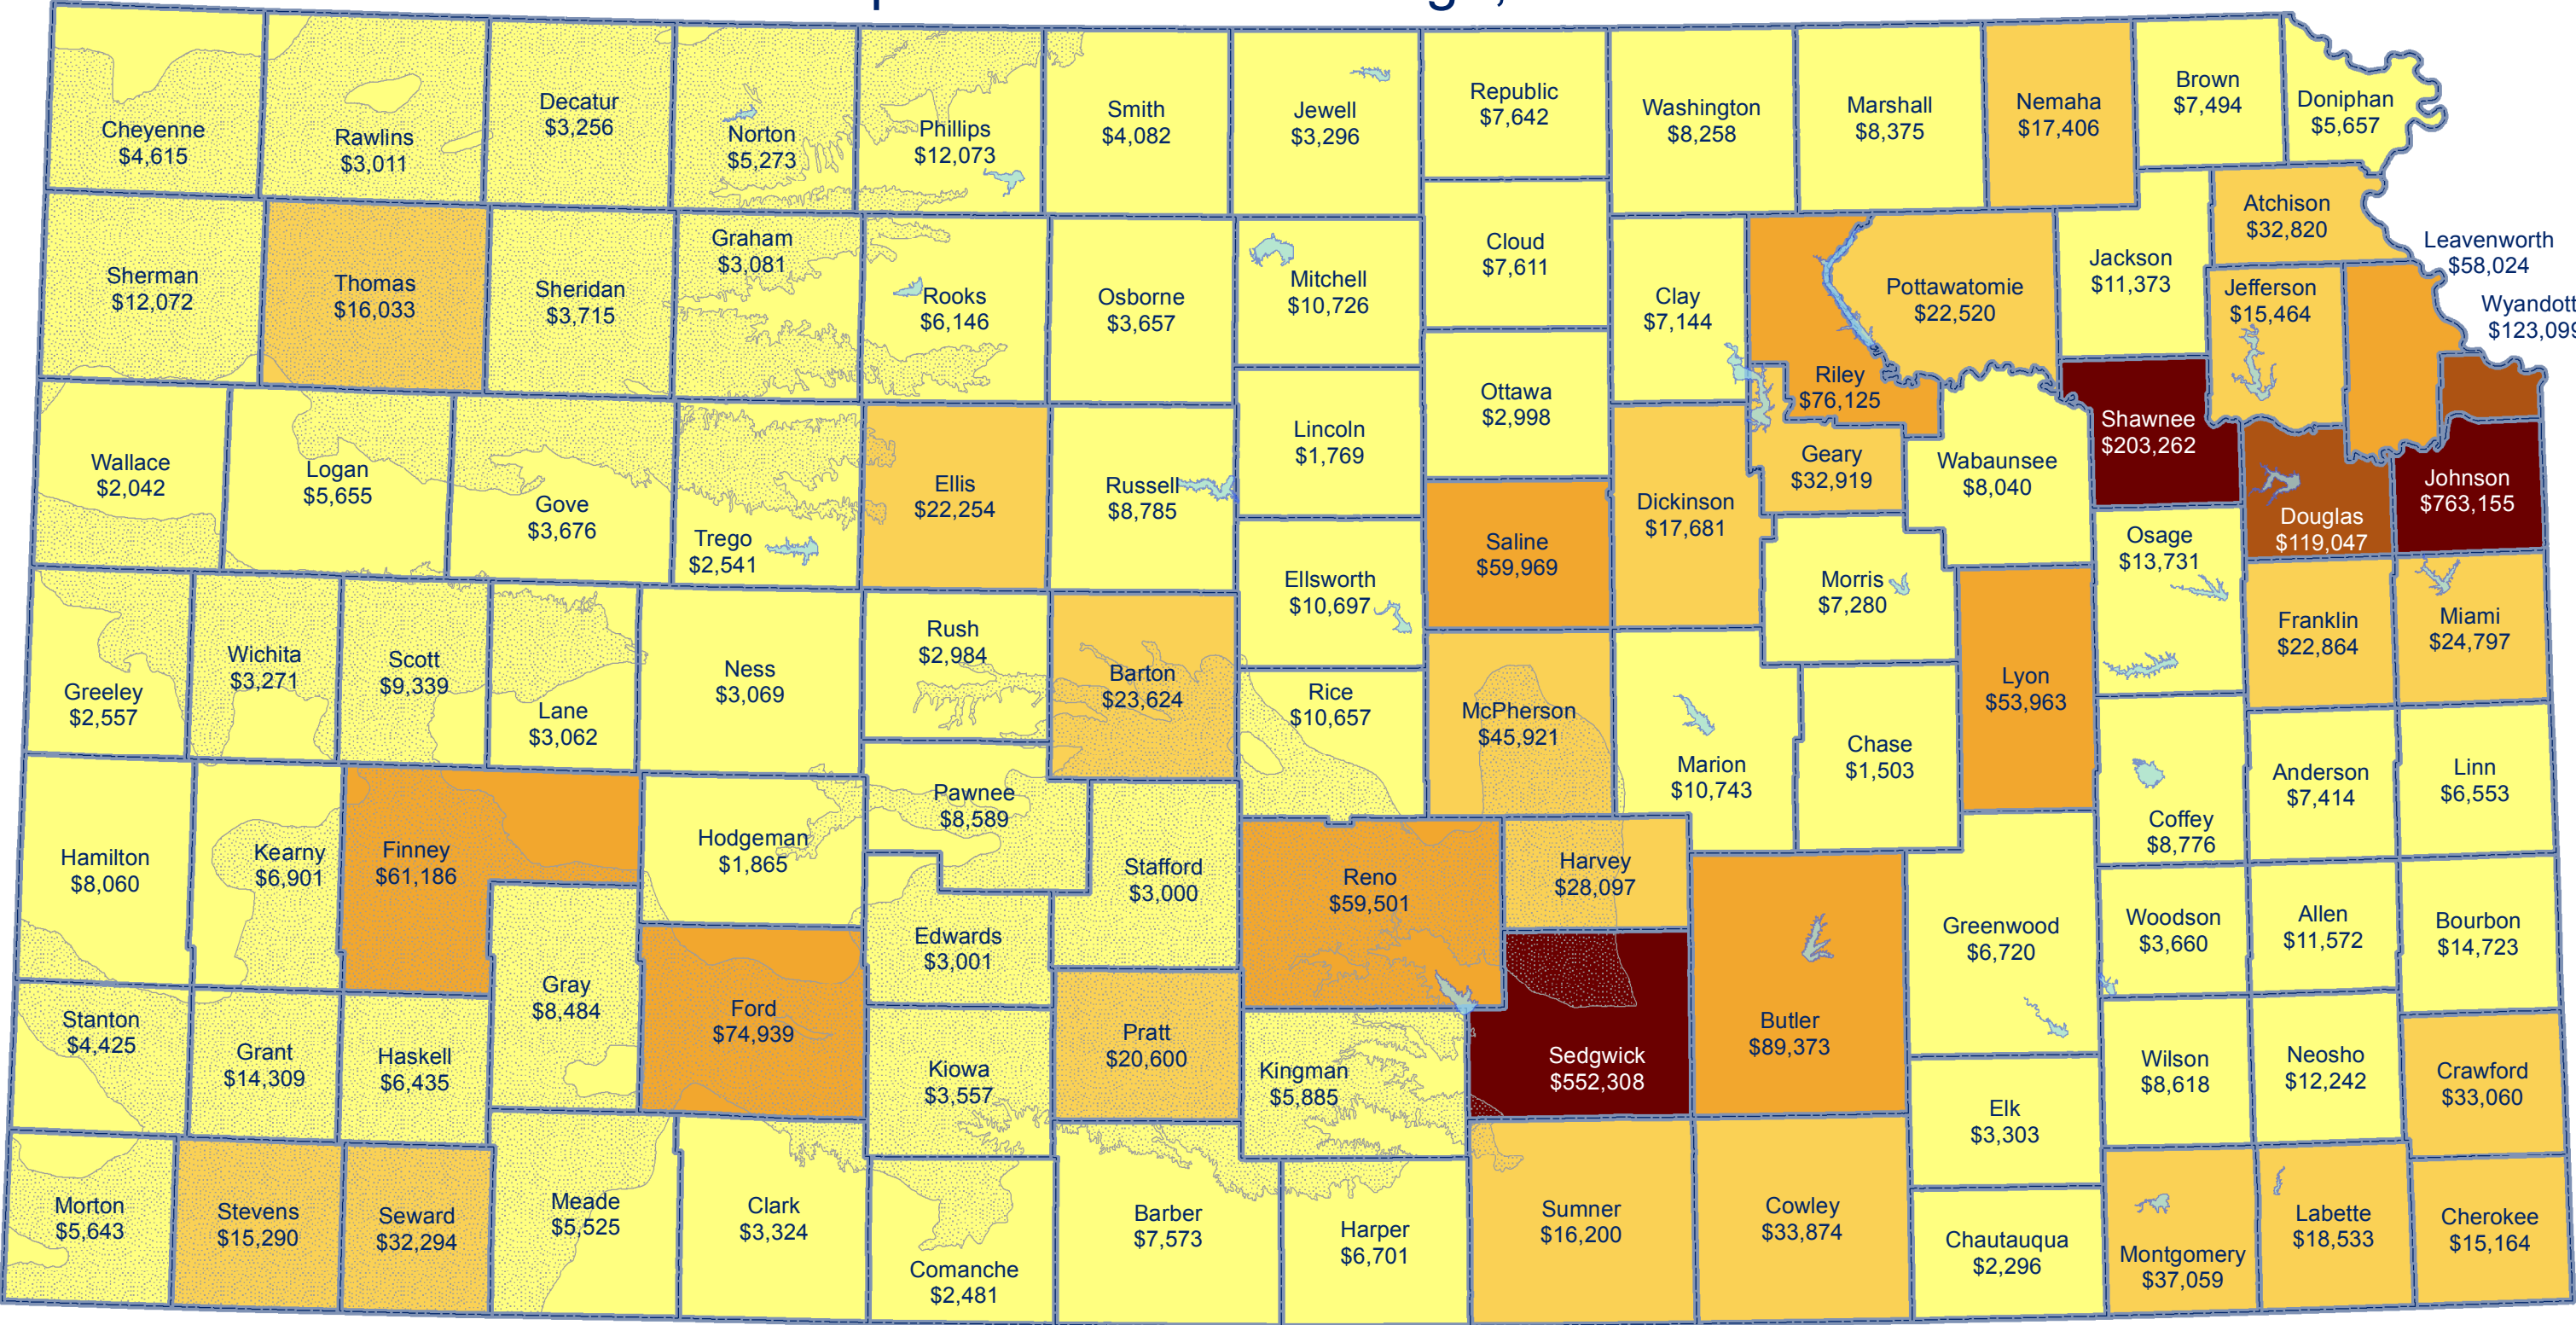 Cheyenne
$4,615
Rawlins
$3,011
Decatur
$3,256
Norton
$5,273
Phillips
$12,073
Smith
$4,082
Jewell
$3,296
Republic
$7,642
Washington
$8,258
Marshall
$8,375
Nemaha
$17,406
Brown
$7,494
Doniphan
$5,657
Sherman
$12,072
Thomas
$16,033
Sheridan
$3,715
Graham
$3,081
Rooks
$6,146
Osborne
$3,657
Mitchell
$10,726
Cloud
$7,611
Clay
$7,144
Riley
$76,125
Pottawatomie
$22,520
Jackson
$11,373
Atchison
$32,820
Jefferson
$15,464
Leavenworth
$58,024
Wyandott
$123,099
Wallace
$2,042
Logan
$5,655
Gove
$3,676
Trego
$2,541
Ellis
$22,254
Russell
$8,785
Lincoln
$1,769
Ottawa
$2,998
Dickinson
$17,681
Geary
$32,919
Wabaunsee
$8,040
Shawnee
$203,262
Douglas
$119,047
Johnson
$763,155
Ellsworth
$10,697
Saline
$59,969
Morris
$7,280
Osage
$13,731
Franklin
$22,864
Miami
$24,797
Greeley
$2,557
Wichita
$3,271
Scott
$9,339
Lane
$3,062
Ness
$3,069
Rush
$2,984
Barton
$23,624
Rice
$10,657
McPherson
$45,921
Marion
$10,743
Chase
$1,503
Lyon
$53,963
Coffey
$8,776
Anderson
$7,414
Linn
$6,553
Hamilton
$8,060
Kearny
$6,901
Finney
$61,186
Hodgeman
$1,865
Pawnee
$8,589
Stafford
$3,000
Reno
$59,501
Harvey
$28,097
Greenwood
$6,720
Woodson
$3,660
Allen
$11,572
Bourbon
$14,723
Gray
$8,484
Ford
$74,939
Edwards
$3,001
Pratt
$20,600
Kingman
$5,885
Sedgwick
$552,308
Butler
$89,373
Stanton
$4,425
Grant
$14,309
Haskell
$6,435
Kiowa
$3,557
Elk
$3,303
Wilson
$8,618
Neosho
$12,242
Crawford
$33,060
Morton
$5,643
Stevens
$15,290
Seward
$32,294
Meade
$5,525
Clark
$3,324
Comanche
$2,481
Barber
$7,573
Harper
$6,701
Sumner
$16,200
Cowley
$33,874
Chautauqua
$2,296
Montgomery
$37,059
Labette
$18,533
Cherokee
$15,164